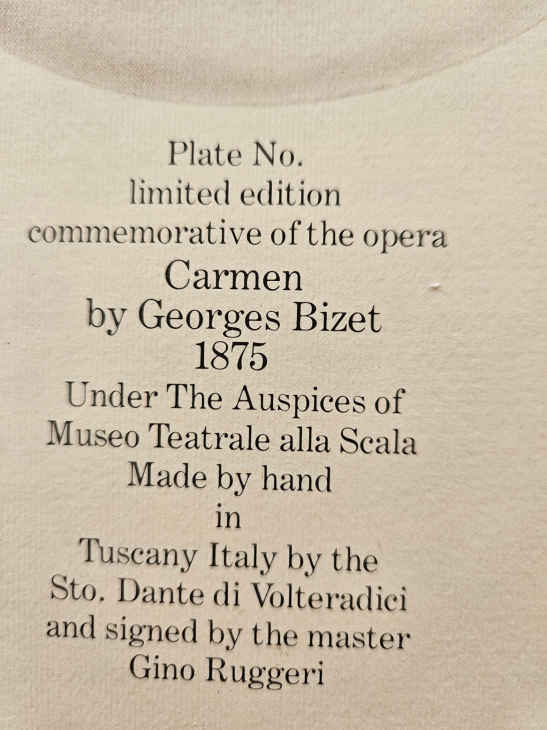 Plate No.
limited edition
commemorative of the opera
Carmen
by Georges Bizet
1875
Under The Auspices of
Museo Teatrale alla Scala
Made by hand
in
Tuscany Italy by the
Sto. Dante di Volteradici
and signed by the master
Gino Ruggeri